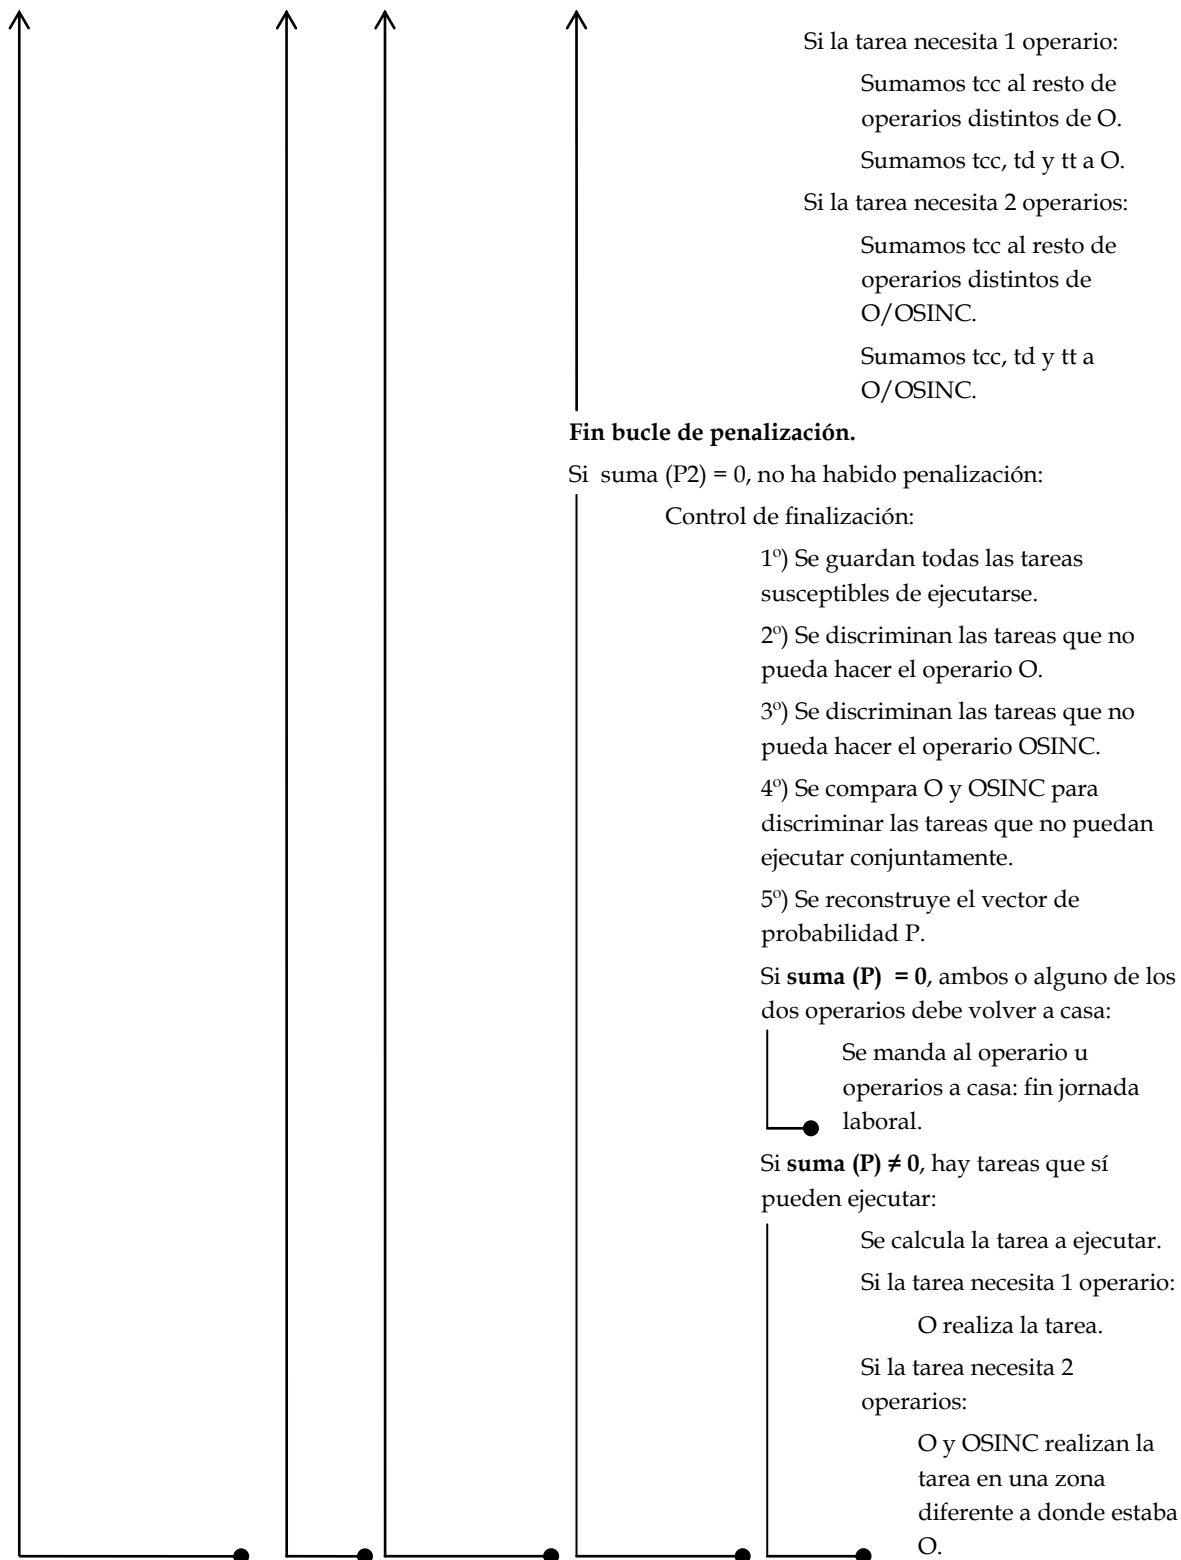 Si la tarea necesita 1 operario:
Sumamos tcc al resto de
operarios distintos de O.
Sumamos tcc, td y tt a O.
Si la tarea necesita 2 operarios:
Sumamos tcc al resto de
operarios distintos de
O/OSINC.
Sumamos tcc, td y tt a
O/OSINC.
Fin bucle de penalización.
Si suma (P2) = 0, no ha habido penalización:
Control de finalización:
1º) Se guardan todas las tareas
susceptibles de ejecutarse.
2º) Se discriminan las tareas que no
pueda hacer el operario O.
3º) Se discriminan las tareas que no
pueda hacer el operario OSINC.
4º) Se compara O y OSINC para
discriminar las tareas que no puedan
ejecutar conjuntamente.
5º) Se reconstruye el vector de
probabilidad P.
Si suma (P) = 0, ambos o alguno de los
dos operarios debe volver a casa:
Se manda al operario u
operarios a casa: fin jornada
laboral.
Si suma (P) ≠ 0, hay tareas que sí
pueden ejecutar:
Se calcula la tarea a ejecutar.
Si la tarea necesita 1 operario:
O realiza la tarea.
Si la tarea necesita 2
operarios:
O y OSINC realizan la
tarea en una zona
diferente a donde estaba
O.